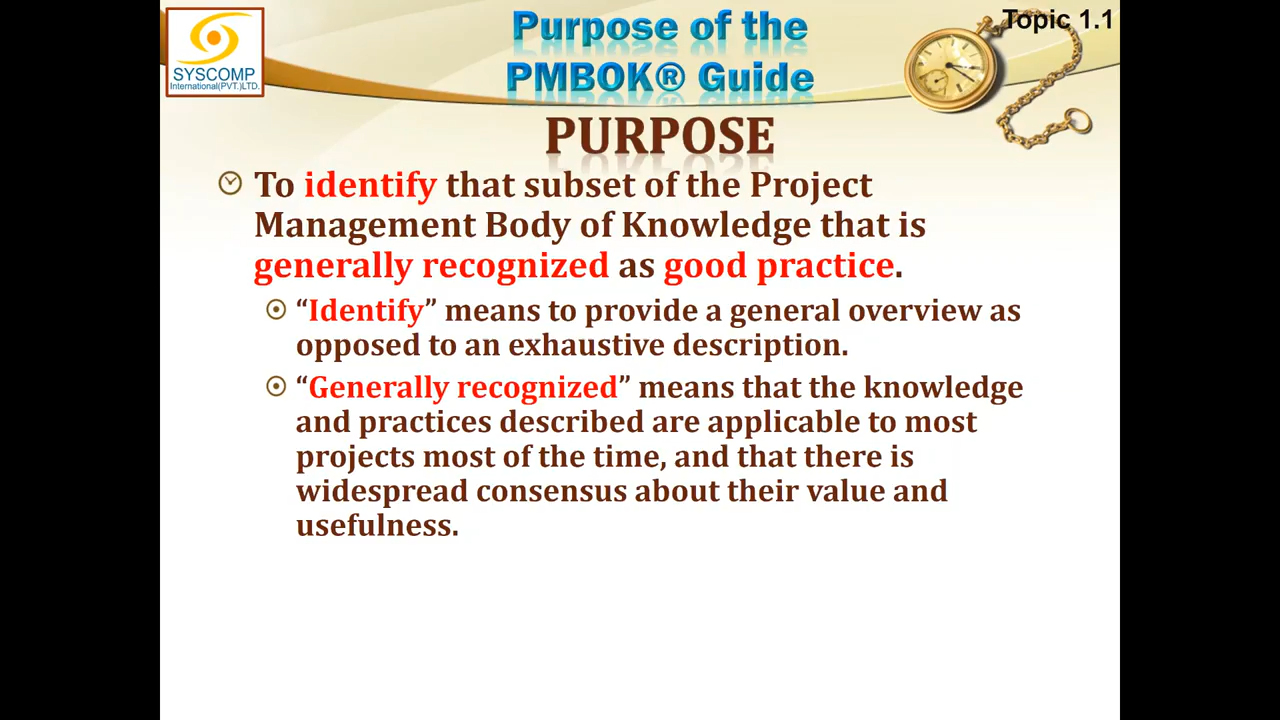 Topic 1.1
SYSCOMP
International(PVT.)LTD.
Purpose of the
PMBOK® Guide
PURPOSE
To identify that subset of the Project
Management Body of Knowledge that is
generally recognized as good practice.
“Identify” means to provide a general overview as
opposed to an exhaustive description.
“Generally recognized” means that the knowledge
and practices described are applicable to most
projects most of the time, and that there is
widespread consensus about their value and
usefulness.